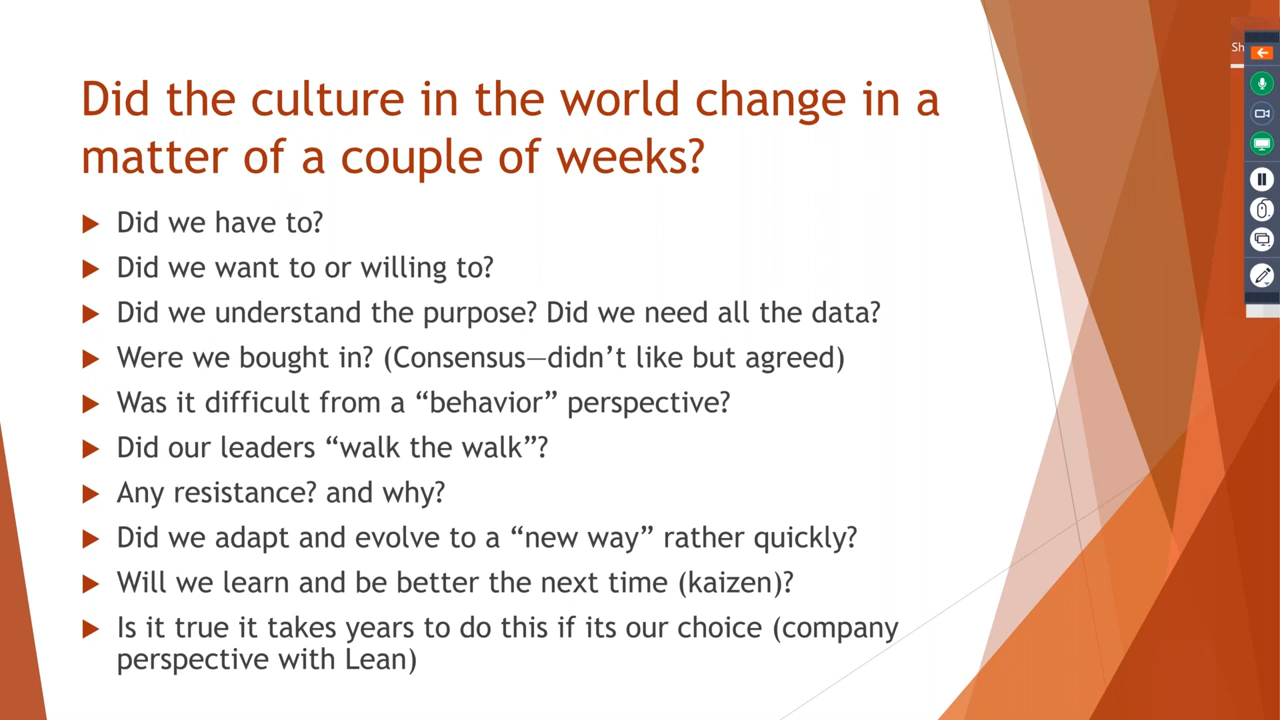 Did the culture in the world change in a
matter of a couple of weeks?
Did we have to?
Did we want to or willing to?
Did we understand the purpose? Did we need all the data?
Were we bought in? (Consensus—didn’t like but agreed)
Was it difficult from a “behavior” perspective?
Did our leaders “walk the walk”?
Any resistance? and why?
Did we adapt and evolve to a “new way” rather quickly?
Will we learn and be better the next time (kaizen)?
Is it true it takes years to do this if its our choice (company
perspective with Lean)